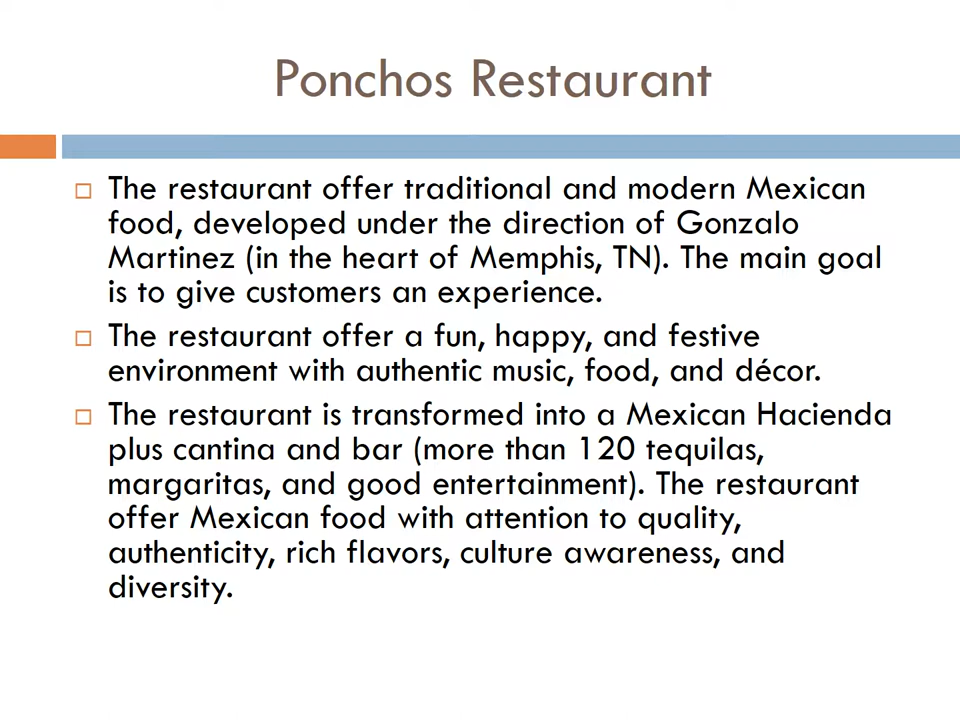 Ponchos Restaurant
The restaurant offer traditional and modern Mexican
food, developed under the direction of Gonzalo
Martinez (in the heart of Memphis, TN). The main goal
is to give customers an experience.
The restaurant offer a fun, happy, and festive
environment with authentic music, food, and décor.
The restaurant is transformed into a Mexican Hacienda
plus cantina and bar (more than 120 tequilas,
margaritas, and good entertainment). The restaurant
offer Mexican food with attention to quality,
authenticity, rich flavors, culture awareness, and
diversity.